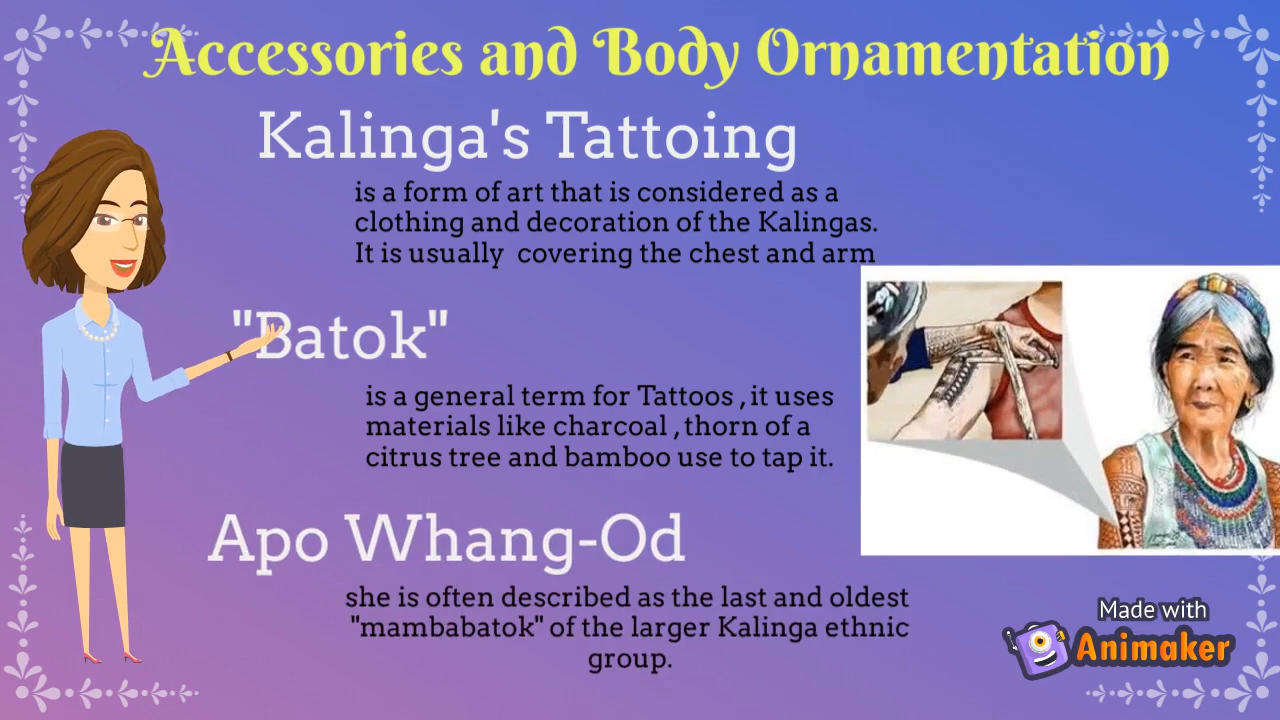 Accessories and Body Ornamentation
Kalinga's Tattoing
is a form of art that is considered as a
clothing and decoration of the Kalingas.
It is usually covering the chest and arm
"Batok"
is a general term for Tattoos , it uses
materials like charcoal , thorn of a
citrus tree and bamboo use to tap it.
Apo Whang-Od
she is often described as the last and oldest
"mambabatok" of the larger Kalinga ethnic
group.
Made with
Animaker